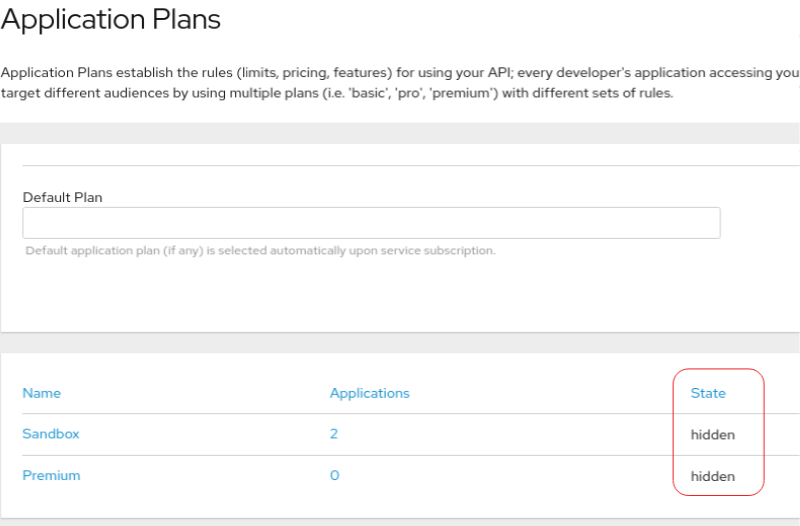 Application Plans
Application Plans establish the rules (limits, pricing, features) for using your API; every developer's application accessing you
target different audiences by using multiple plans (i.e. 'basic', 'pro', 'premium') with different sets of rules.
Default Plan
Default application plan (if any) is selected automatically upon service subscription.
Name Applications State
Sandbox 2 hidden
Premium 0 hidden